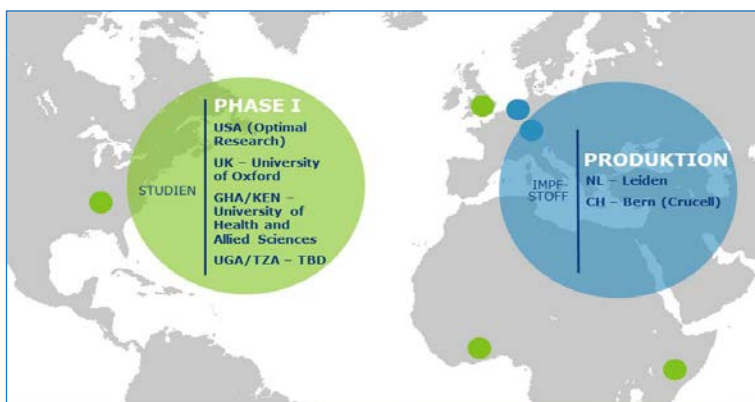 PHASE I
STUDIEN
USA (Optimal
Research)
UK – University
of Oxford
GHA/KEN –
University of
Health and
Allied Sciences
UGA/TZA – TBD
PRODUKTION
IMPF-
STOFF
NL – Leiden
CH – Bern (Crucell)